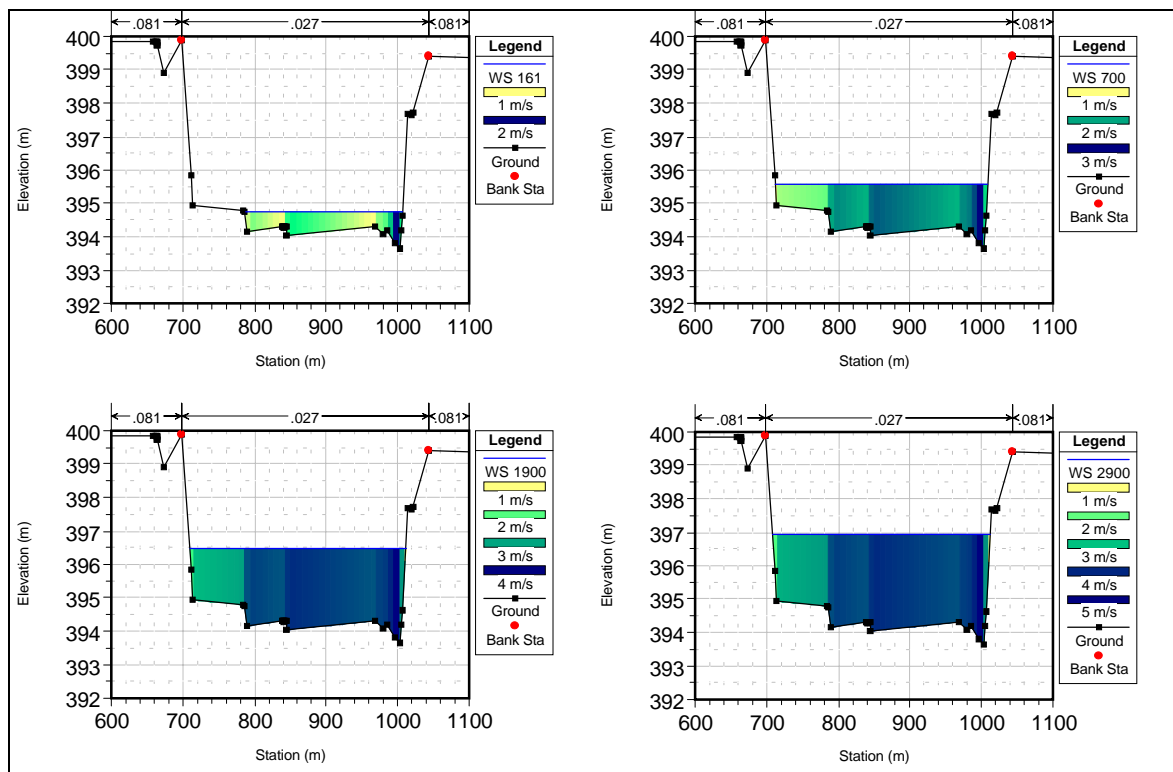 .081 .027 .081
400
399
398
397
396
395
394
393
392
Elevation (m)
600 700 800 900 1000 1100
Station (m)
Legend
WS 161
1 m/s
2 m/s
Ground
Bank Sta
.081 .027 .081
400
399
398
397
396
395
394
393
392
Elevation (m)
600 700 800 900 1000 1100
Station (m)
Legend
WS 700
1 m/s
2 m/s
3 m/s
Ground
Bank Sta
.081 .027 .081
400
399
398
397
396
395
394
393
392
Elevation (m)
600 700 800 900 1000 1100
Station (m)
Legend
WS 1900
1 m/s
2 m/s
3 m/s
4 m/s
Ground
Bank Sta
.081 .027 .081
400
399
398
397
396
395
394
393
392
Elevation (m)
600 700 800 900 1000 1100
Station (m)
Legend
WS 2900
1 m/s
2 m/s
3 m/s
4 m/s
5 m/s
Ground
Bank Sta